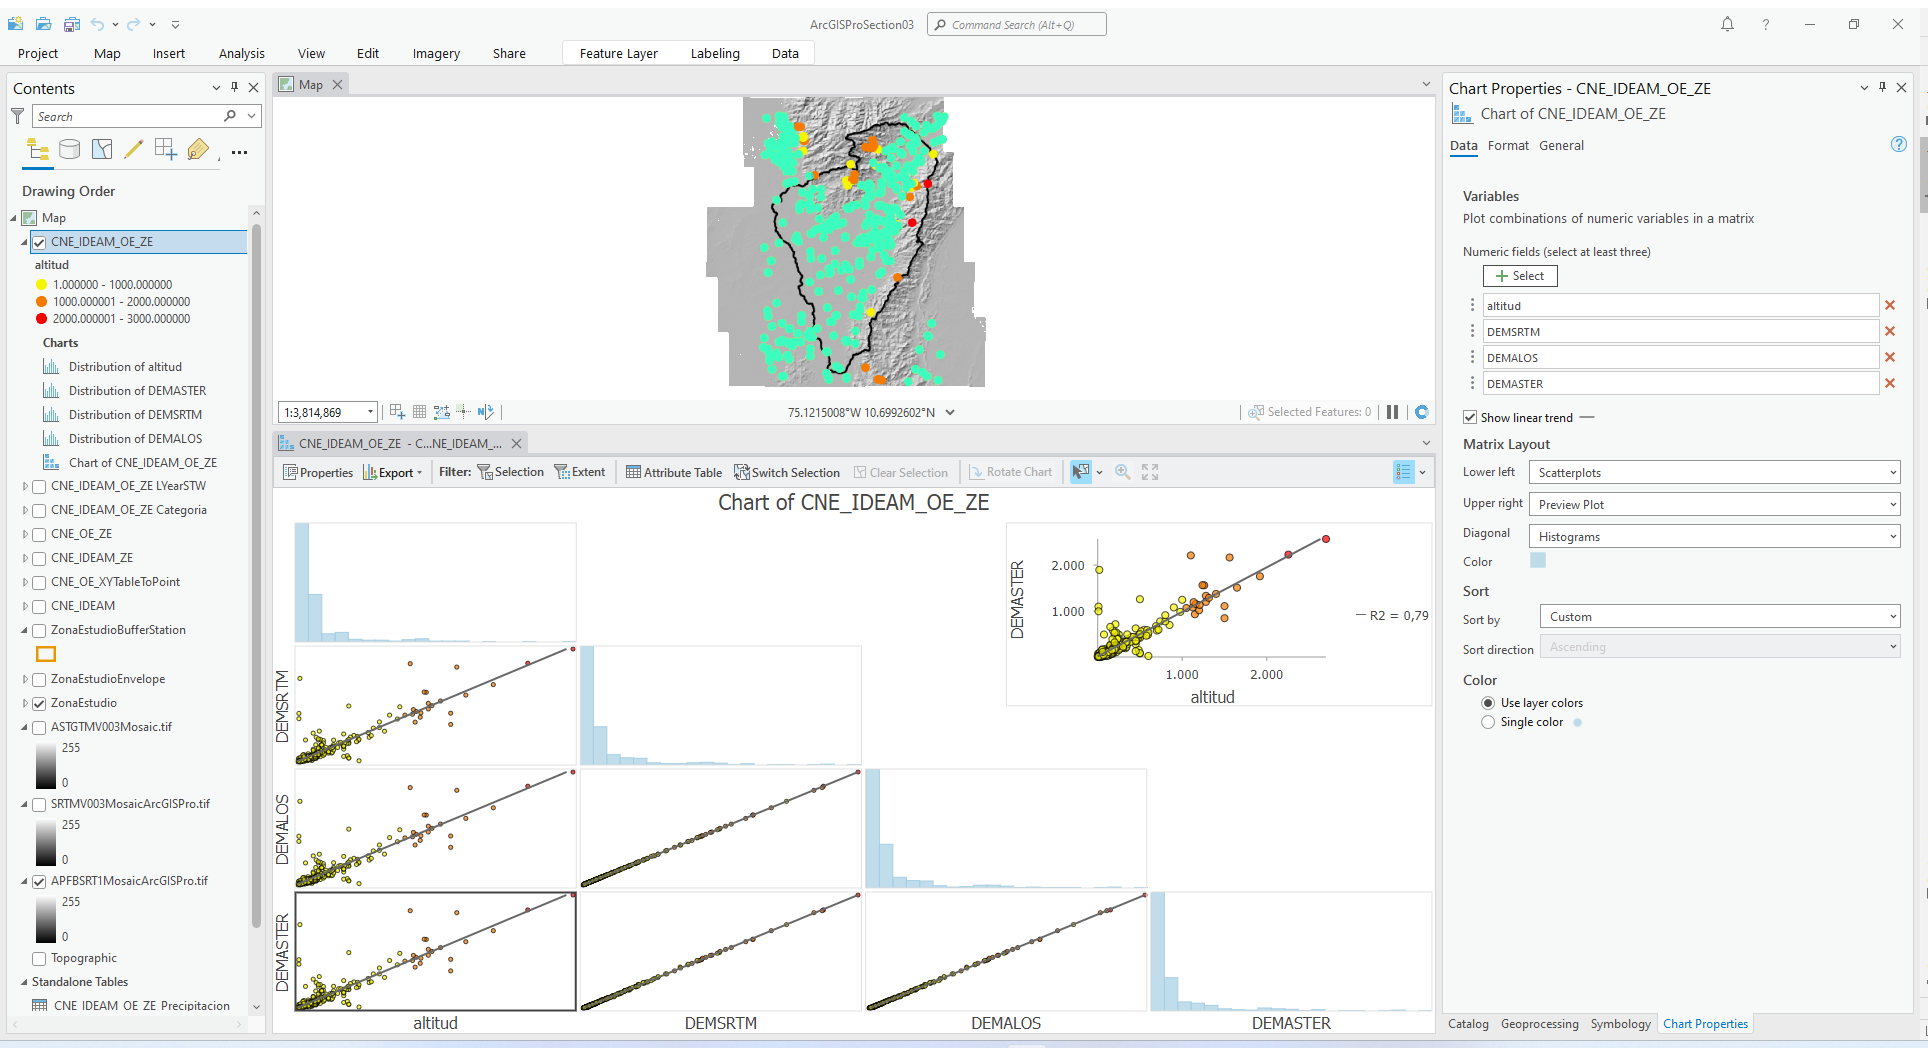 ArcGISProSection03
Command Search (Alt+Q)
Project
Map
Insert
Analysis
View
Edit
Imagery
Share
Feature Layer
Labeling
Data
Contents
Search
Drawing Order
Map
CNE_IDEAM_OE_ZE
altitud
1.000000 - 1000.000000
1000.000001 - 2000.000000
2000.000001 - 3000.000000
Charts
Distribution of altitud
Distribution of DEMASTER
Distribution of DEMSRTM
Distribution of DEMALOS
Chart of CNE_IDEAM_OE_ZE
CNE_IDEAM_OE_ZE LYearSTW
CNE_IDEAM_OE_ZE Categoria
CNE_OE_ZE
CNE_IDEAM_ZE
CNE_OE_XYTableToPoint
CNE_IDEAM
ZonaEstudioBufferStation
ZonaEstudioEnvelope
ZonaEstudio
ASTGTMV003Mosaic.tif
255
0
SRTMV003MosaicArcGISPro.tif
255
0
APFBSRT1MosaicArcGISPro.tif
255
0
Topographic
Standalone Tables
CNE_IDEAM_OE_ZE_Precipitacion
Map
1:3,814,869
75.1215008°W 10.6992602°N
Selected Features: 0
CNE_IDEAM_OE_ZE - C...NE_IDEAM_...
Properties
Export
Filter:
Selection
Extent
Attribute Table
Switch Selection
Clear Selection
Rotate Chart
Chart of CNE_IDEAM_OE_ZE
DEMASTER
2.000
1.000
R2 = 0,79
1.000
2.000
altitud
DEMSRTM
DEMALOS
DEMASTER
altitud
DEMSRTM
DEMALOS
DEMASTER
Chart Properties - CNE_IDEAM_OE_ZE
Chart of CNE_IDEAM_OE_ZE
Data
Format
General
Variables
Plot combinations of numeric variables in a matrix
Numeric fields (select at least three)
Select
altitud
DEMSRTM
DEMALOS
DEMASTER
Show linear trend
Matrix Layout
Lower left
Scatterplots
Upper right
Preview Plot
Diagonal
Histograms
Color
Sort
Sort by
Custom
Sort direction
Ascending
Color
Use layer colors
Single color
Catalog
Geoprocessing
Symbology
Chart Properties